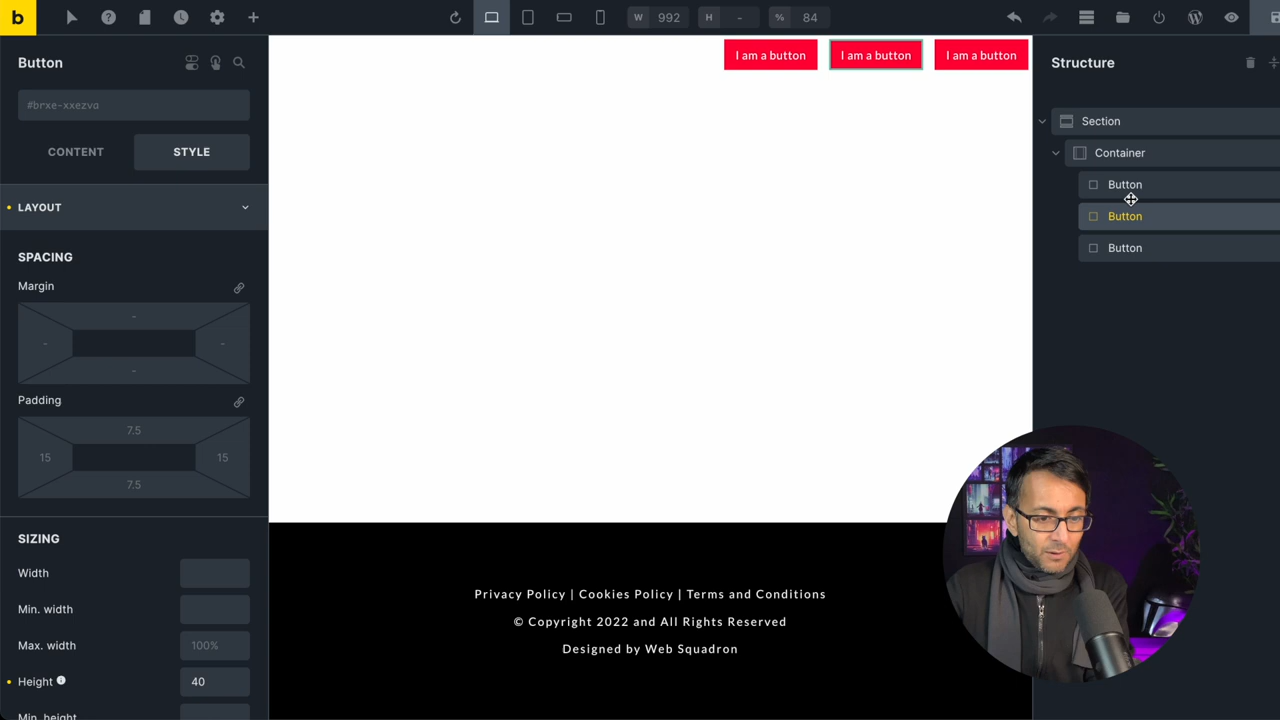 b
W 992 H - % 84
Button
#brxe-xxezva
CONTENT STYLE
LAYOUT
SPACING
Margin
-
- -
-
Padding
7.5
15 15
7.5
SIZING
Width
Min. width
Max. width 100%
Height 40
Min. height
I am a button I am a button I am a button
Privacy Policy | Cookies Policy | Terms and Conditions
© Copyright 2022 and All Rights Reserved
Designed by Web Squadron
Structure
Section
Container
Button
Button
Button